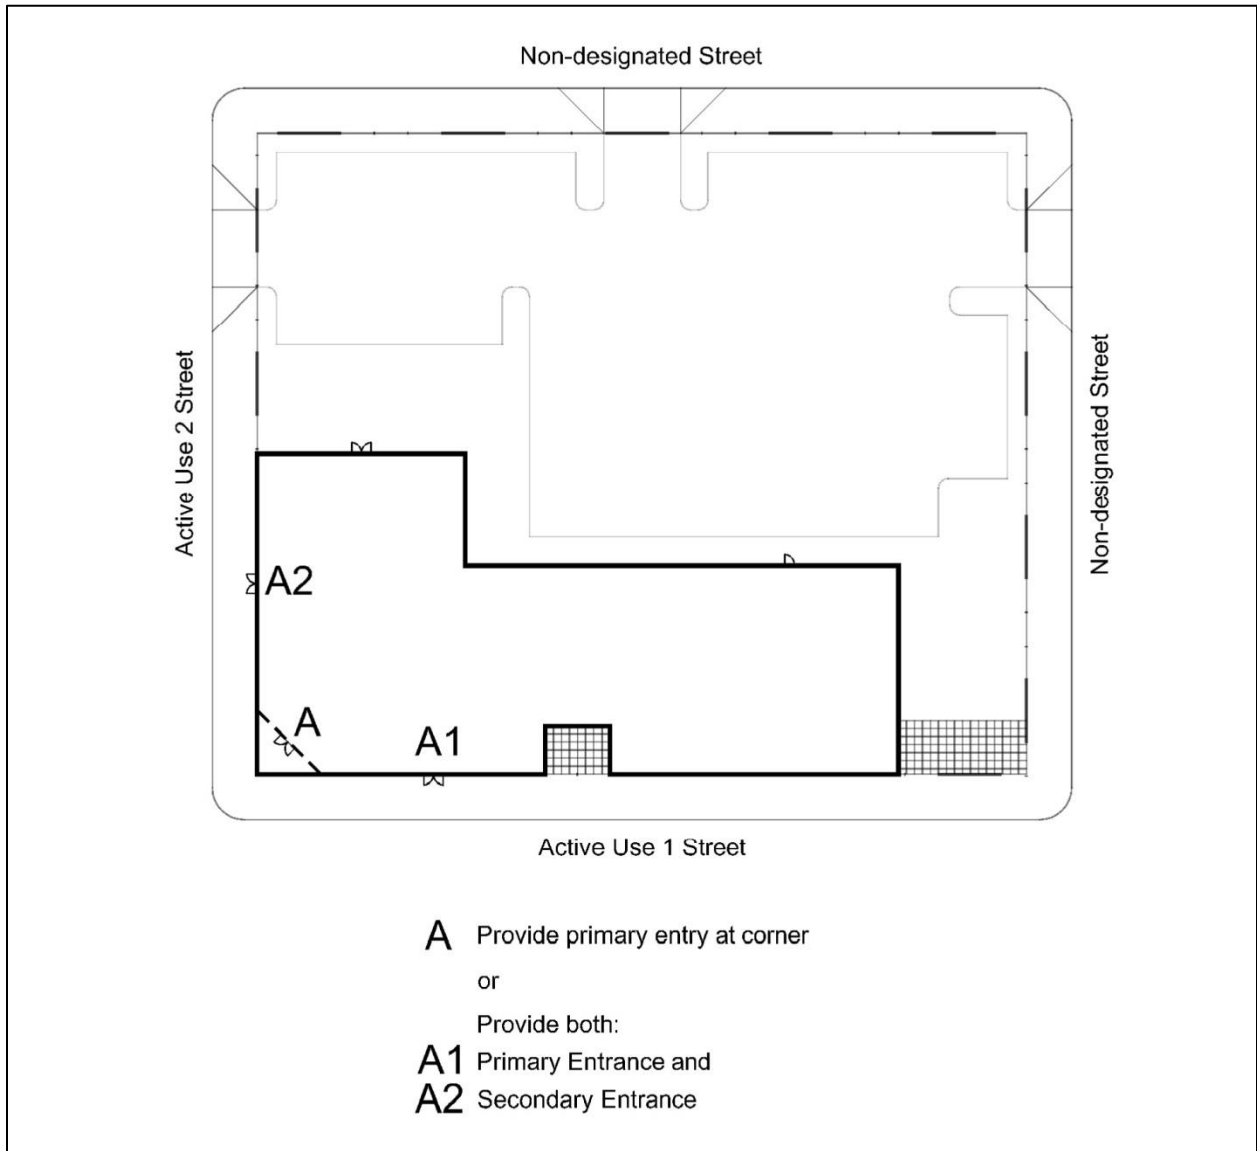 Non-designated Street
Active Use 2 Street
Non-designated Street
A2
A
A1
Active Use 1 Street
A Provide primary entry at corner
or
Provide both:
A1 Primary Entrance and
A2 Secondary Entrance